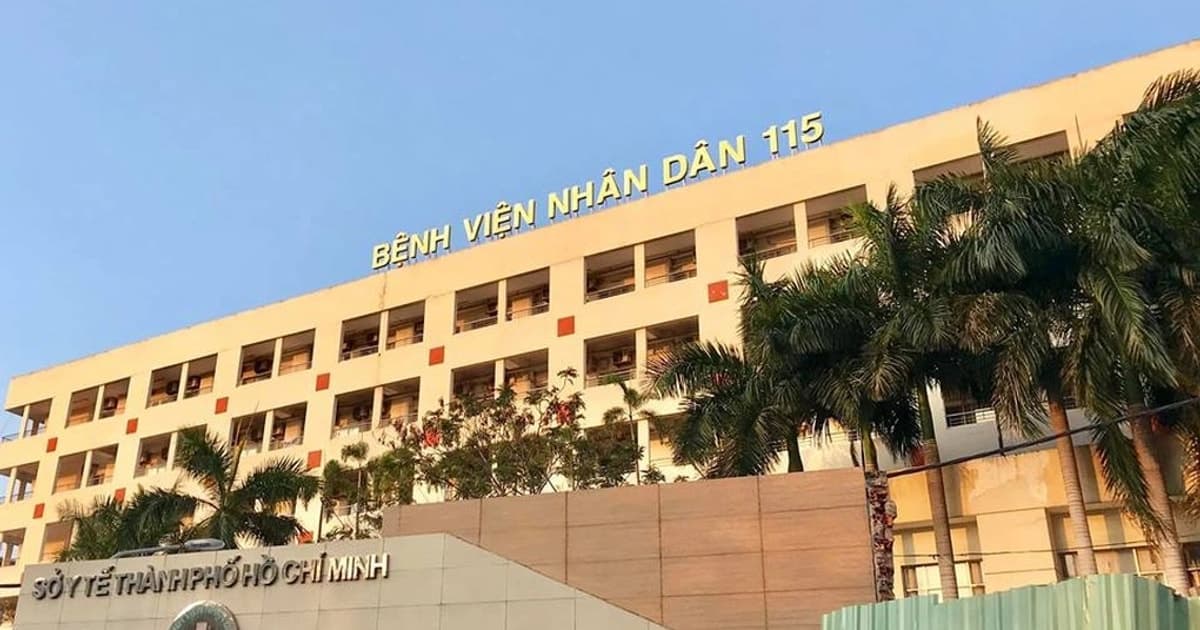 BỆNH VIỆN NHÂN DÂN 115
SỞ Y TẾ THÀNH PHỐ HỒ CHÍ MINH